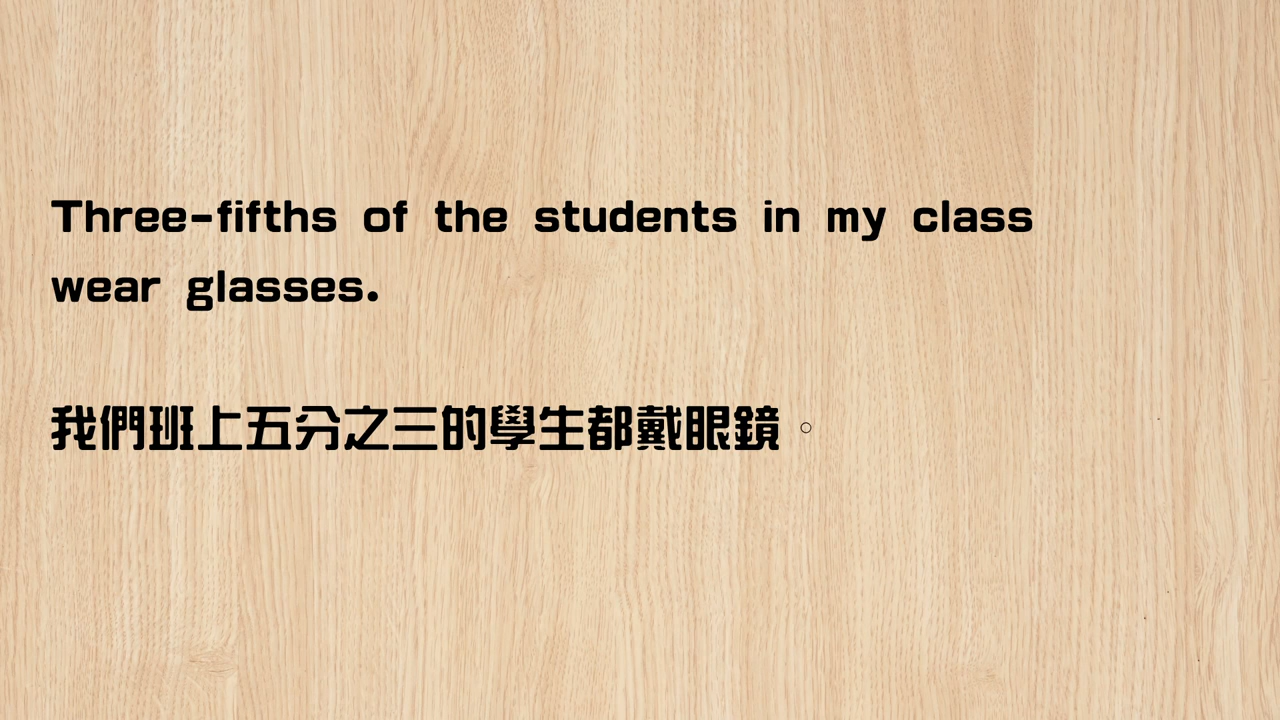 Three-fifths of the students in my class
wear glasses.
我們班上五分之三的學生都戴眼鏡。